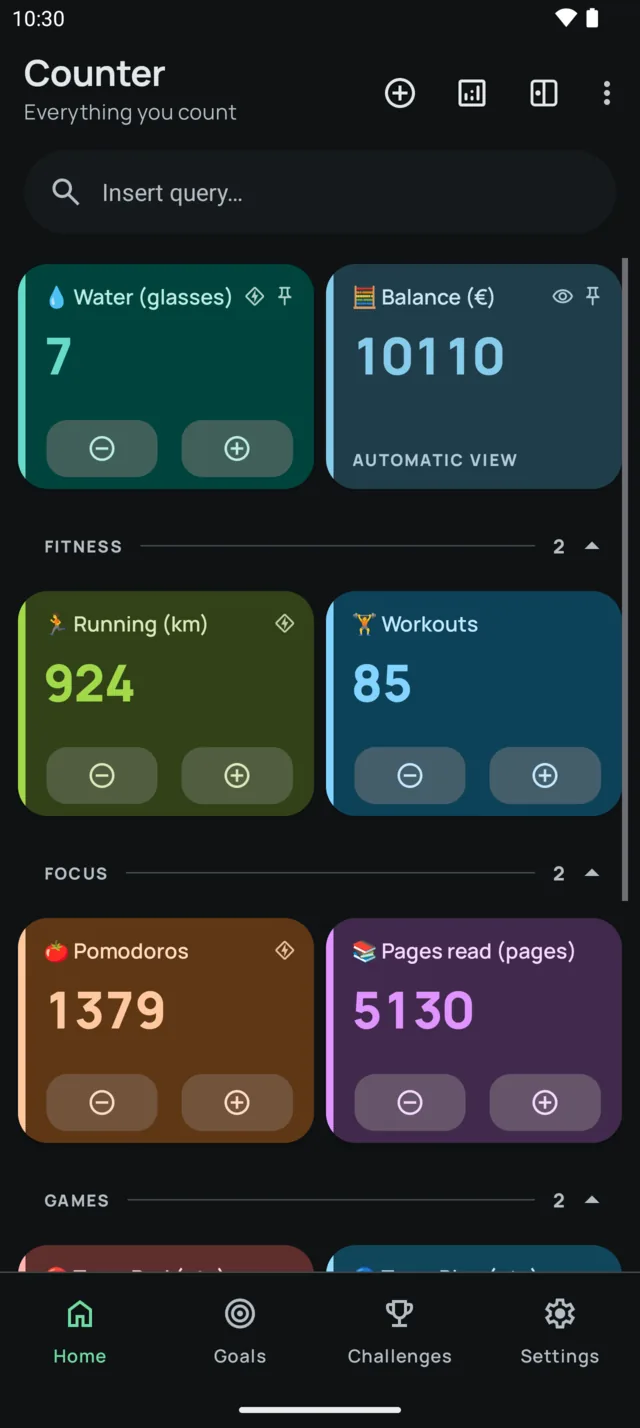 10:30
Counter
Everything you count
Insert query...
Water (glasses)
7
Balance (€)
10110
AUTOMATIC VIEW
FITNESS 2
Running (km)
924
Workouts
85
FOCUS 2
Pomodoros
1379
Pages read (pages)
5130
GAMES 2
Home
Goals
Challenges
Settings